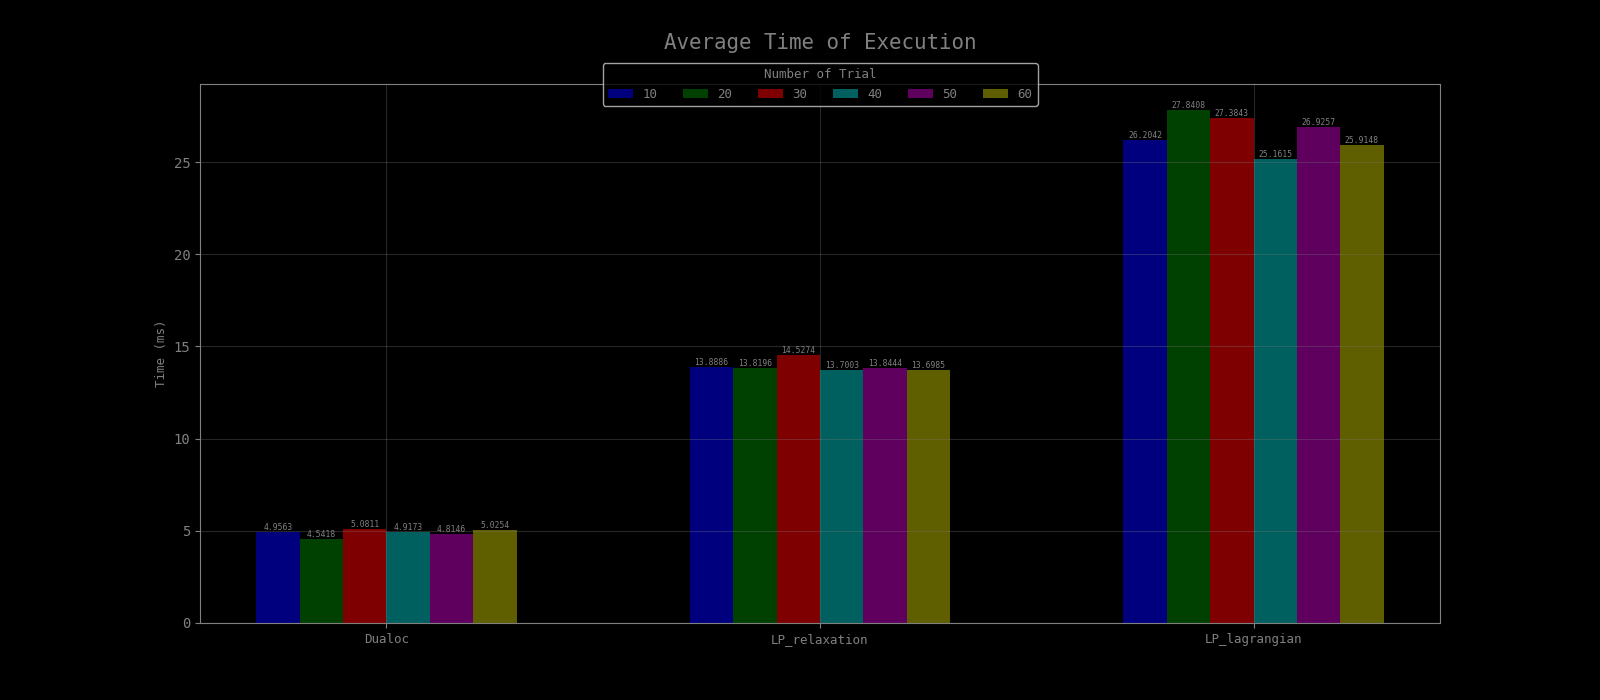 Average Time of Execution
Number of Trial
10 20 30 40 50 60
26.2042 27.8408 27.3843 25.1615 26.9257 25.9148
25
20
15
10
5
0
Time (ms)
13.8886 13.8196 14.5274 13.7003 13.8444 13.6985
4.9563 4.5418 5.0811 4.9173 4.8146 5.0254
Dualoc LP_relaxation LP_lagrangian